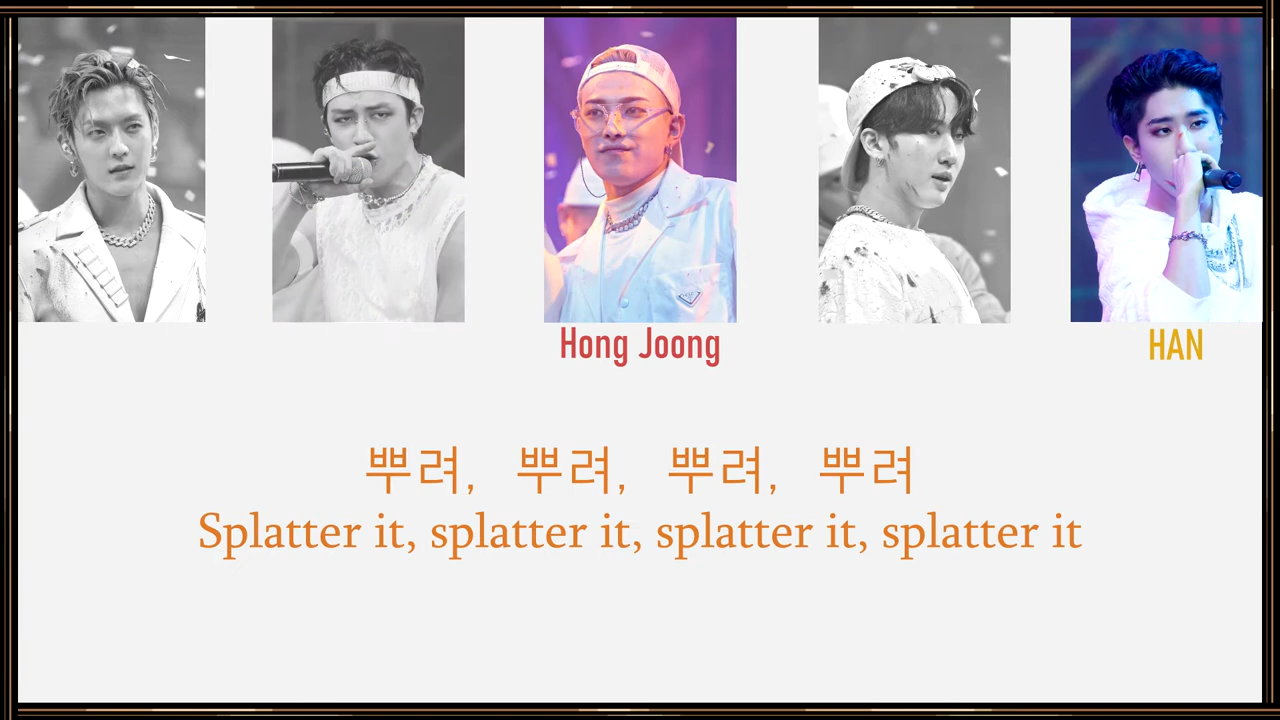 Hong Joong
HAN
뿌려, 뿌려, 뿌려, 뿌려
Splatter it, splatter it, splatter it, splatter it